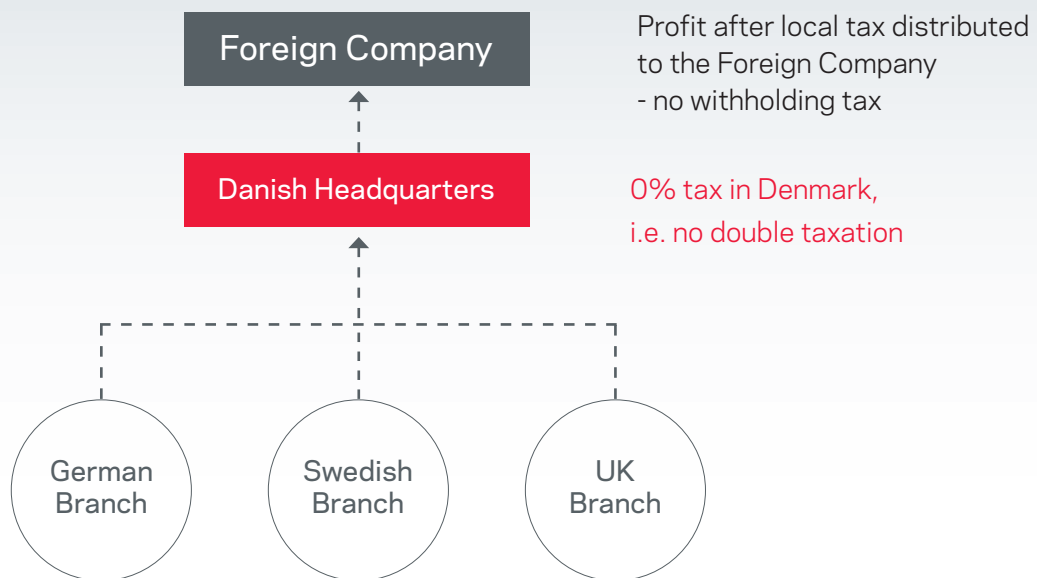 Foreign Company
Profit after local tax distributed
to the Foreign Company
- no withholding tax
Danish Headquarters
0% tax in Denmark,
i.e. no double taxation
German
Branch
Swedish
Branch
UK
Branch